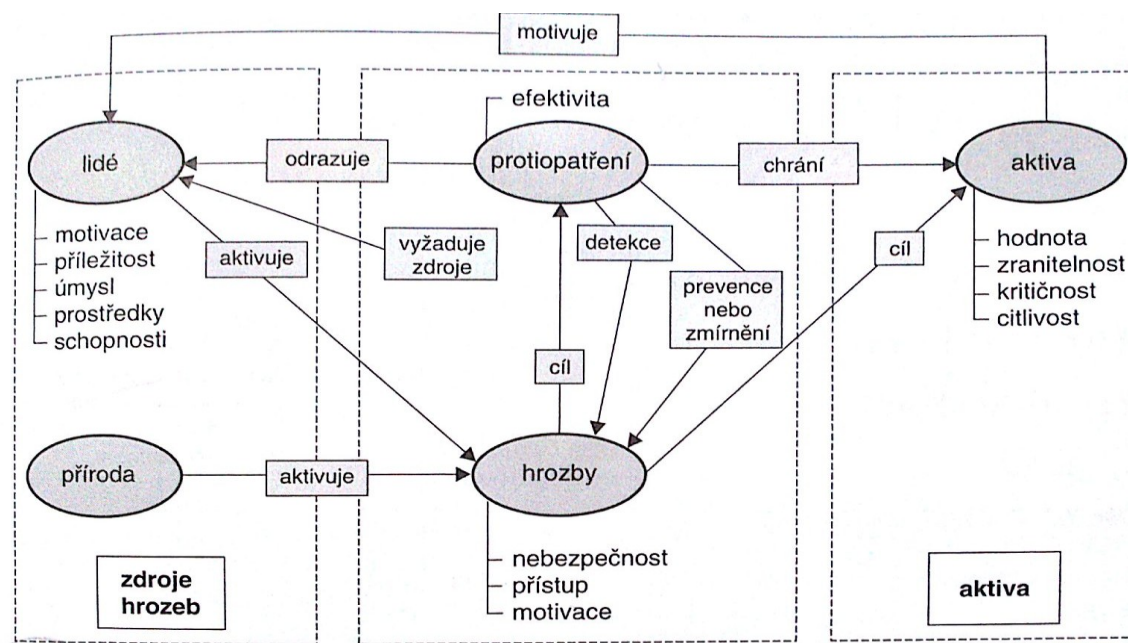 motivuje
efektivita
lidé
odrazuje
protiopatření
chrání
aktiva
motivace
příležitost
úmysl
prostředky
schopnosti
aktivuje
vyžaduje
zdroje
detekce
prevence
nebo
zmírnění
cíl
hodnota
zranitelnost
kritičnost
citlivost
cíl
příroda
aktivuje
hrozby
nebezpečnost
přístup
motivace
zdroje
hrozeb
aktiva